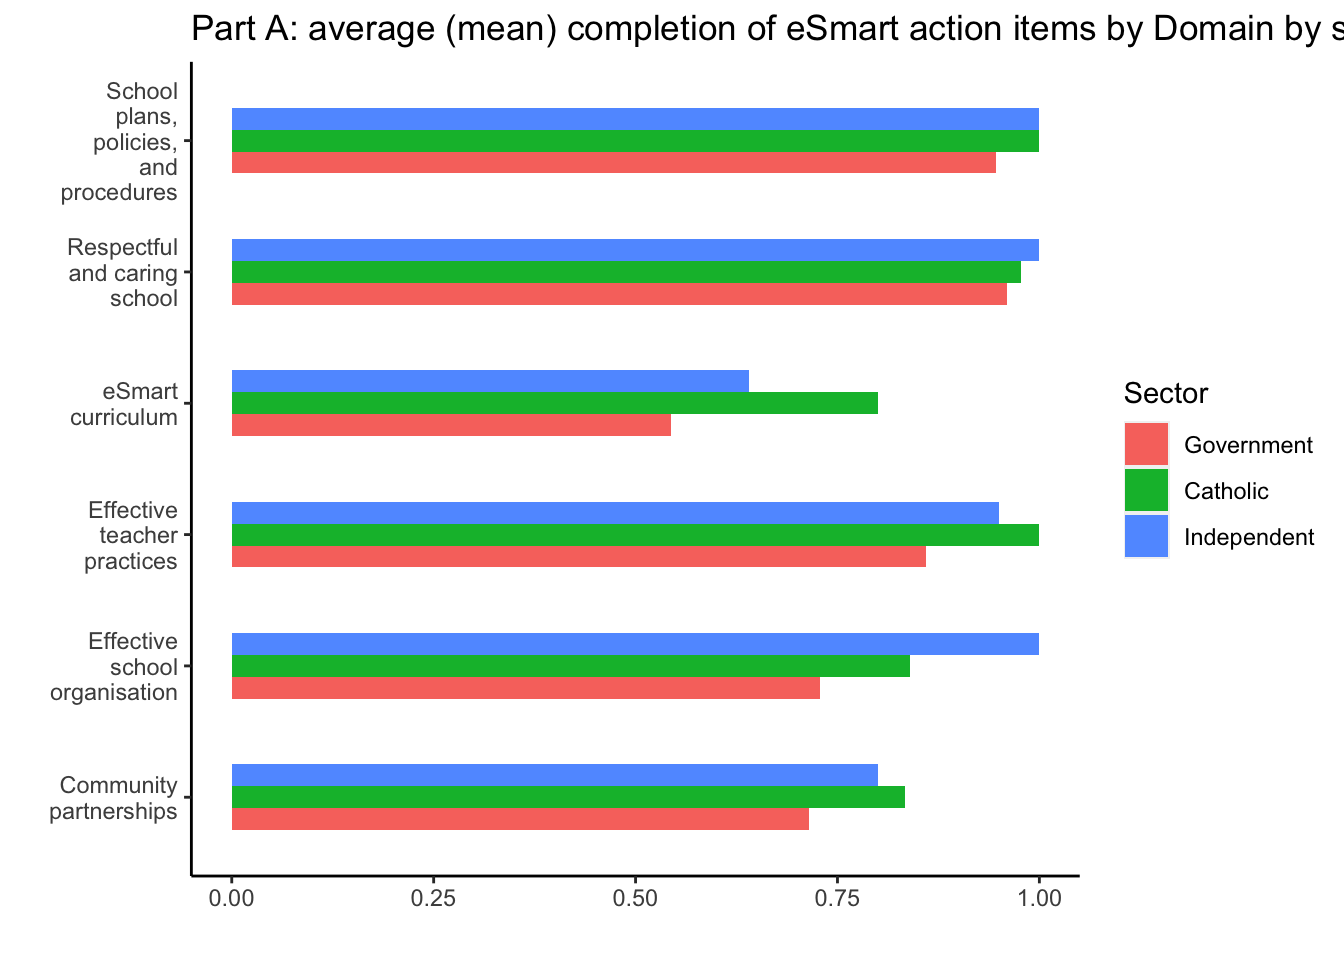 Part A: average (mean) completion of eSmart action items by Domain by s
School
plans,
policies,
and
procedures
Respectful
and caring
school
eSmart
curriculum
Effective
teacher
practices
Effective
school
organisation
Community
partnerships
0.00 0.25 0.50 0.75 1.00
Sector
Government
Catholic
Independent